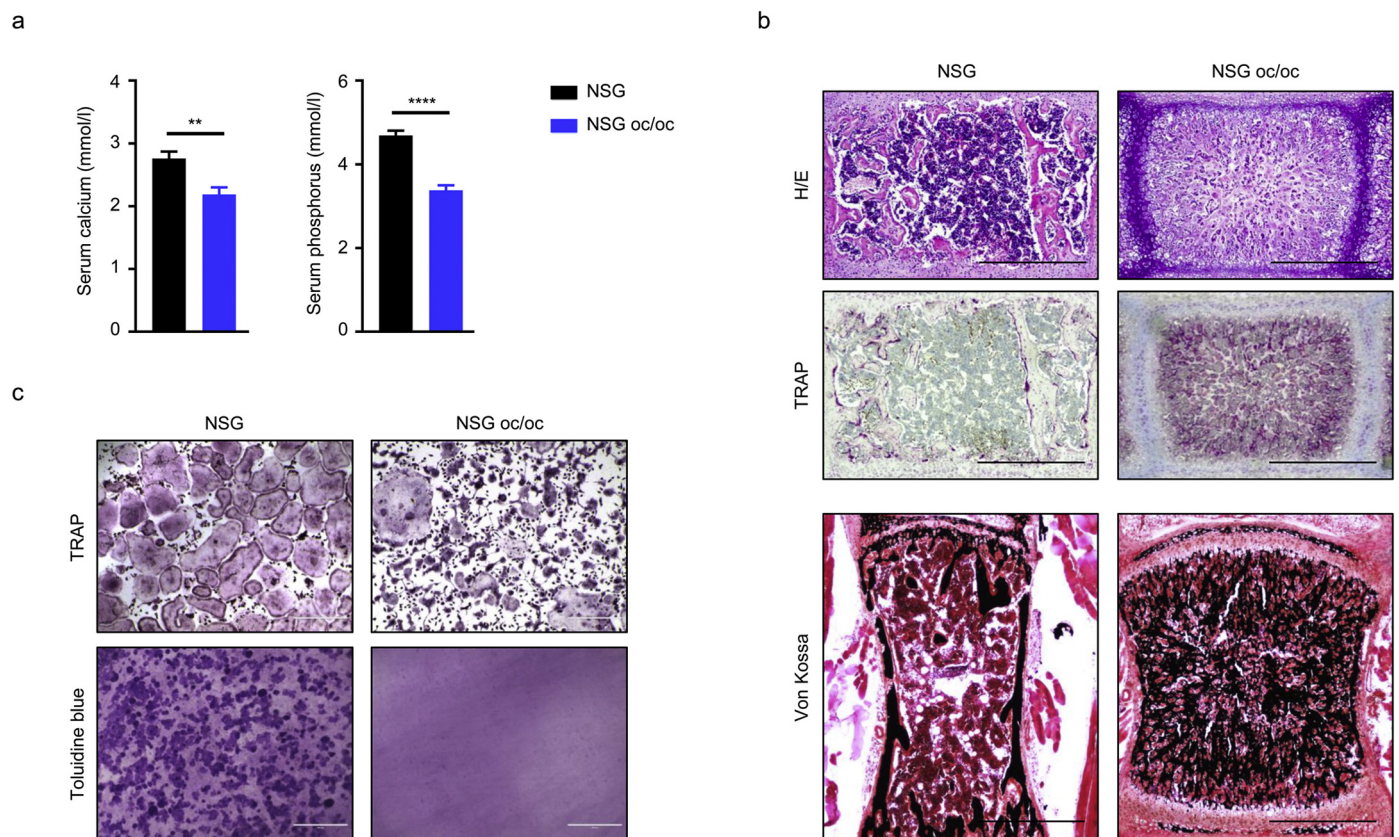 a
Serum calcium (mmol/l)
4
3
2
1
0
**
Serum phosphorus (mmol/l)
6
4
2
0
****
NSG
NSG oc/oc
b
NSG
NSG oc/oc
H/E
TRAP
Von Kossa
c
NSG
NSG oc/oc
TRAP
Toluidine blue